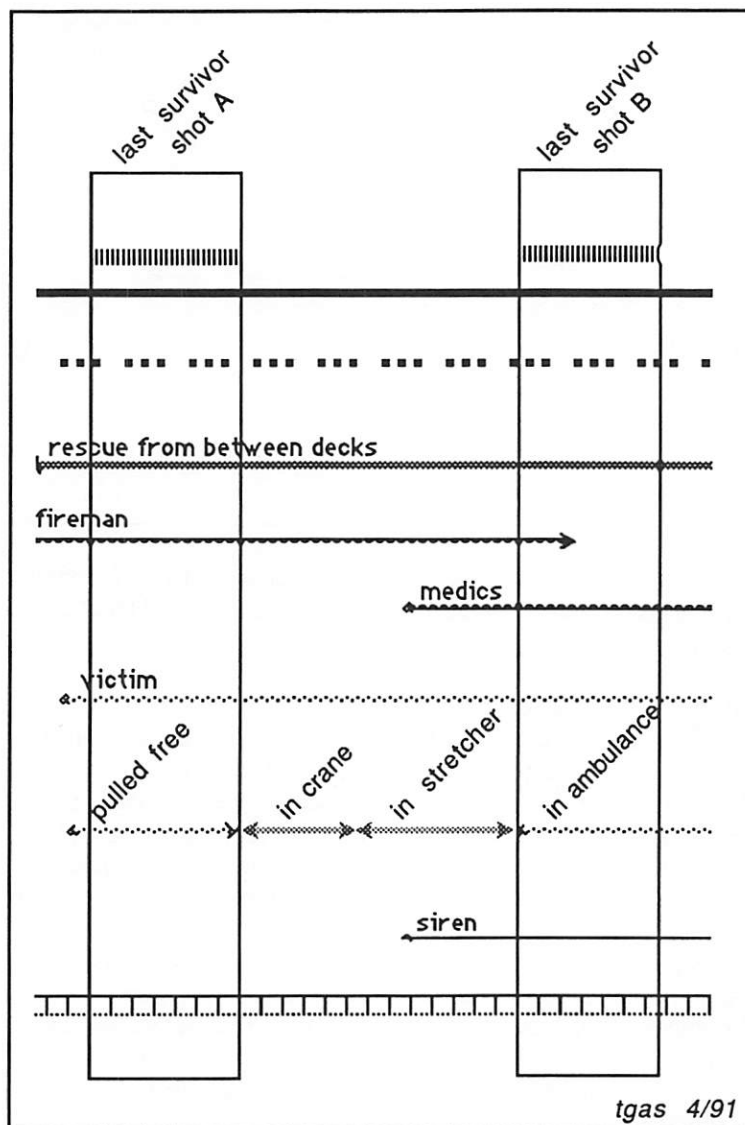 last survivor
shot A
last survivor
shot B
rescue from between decks
fireman
medics
victim
pulled free
in crane
in stretcher
in ambulance
siren
tgas 4/91